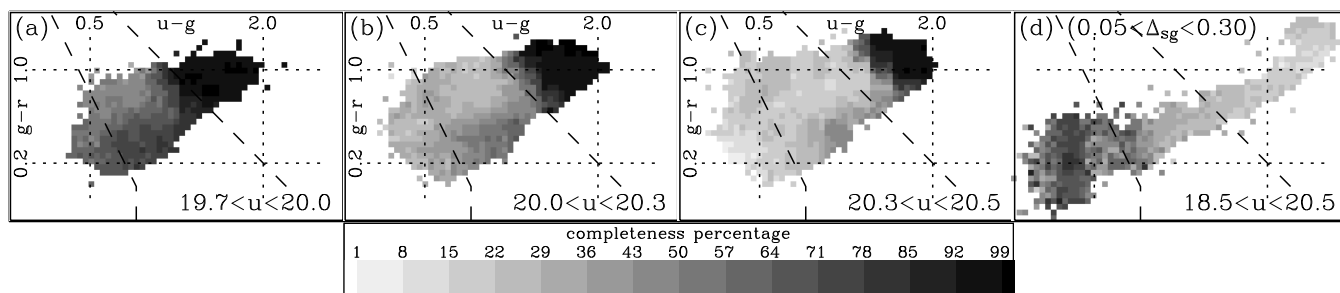 (a) 0.5 u-g 2.0
g-r 0.2 1.0
19.7<u<20.0
(b) 0.5 u-g 2.0
g-r 0.2 1.0
20.0<u<20.3
(c) 0.5 u-g 2.0
g-r 0.2 1.0
20.3<u<20.5
(d) (0.05<Δsg<0.30)
18.5<u<20.5
completeness percentage
1 8 15 22 29 36 43 50 57 64 71 78 85 92 99